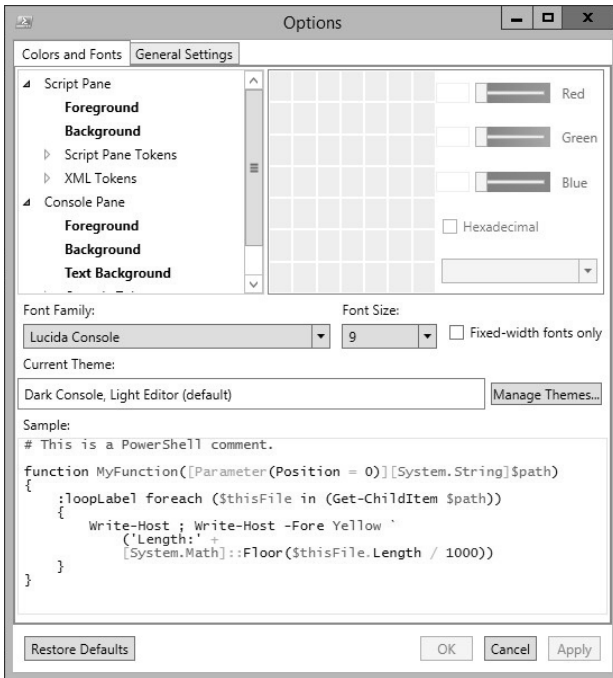 Options
Colors and Fonts
General Settings
Script Pane
Foreground
Background
Script Pane Tokens
XML Tokens
Console Pane
Foreground
Background
Text Background
Red
Green
Blue
Hexadecimal
Font Family:
Font Size:
Lucida Console
9
Fixed-width fonts only
Current Theme:
Dark Console, Light Editor (default)
Manage Themes...
Sample:
# This is a PowerShell comment.
function MyFunction([Parameter(Position = 0)][System.String]$path)
{
:loopLabel foreach ($thisFile in (Get-ChildItem $path))
{
Write-Host ; Write-Host -Fore Yellow `
('Length:' +
[System.Math]::Floor($thisFile.Length / 1000))
}
}
Restore Defaults
OK
Cancel
Apply